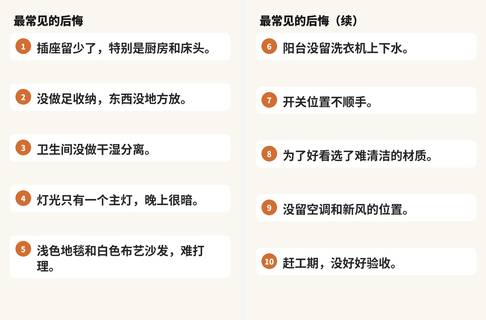 最常见的后悔
1 插座留少了，特别是厨房和床头。
2 没做足收纳，东西没地方放。
3 卫生间没做干湿分离。
4 灯光只有一个主灯，晚上很暗。
5 浅色地毯和白色布艺沙发，难打
理。
最常见的后悔（续）
6 阳台没留洗衣机上下水。
7 开关位置不顺手。
8 为了好看选了难清洁的材质。
9 没留空调和新风的位置。
10 赶工期，没好好验收。